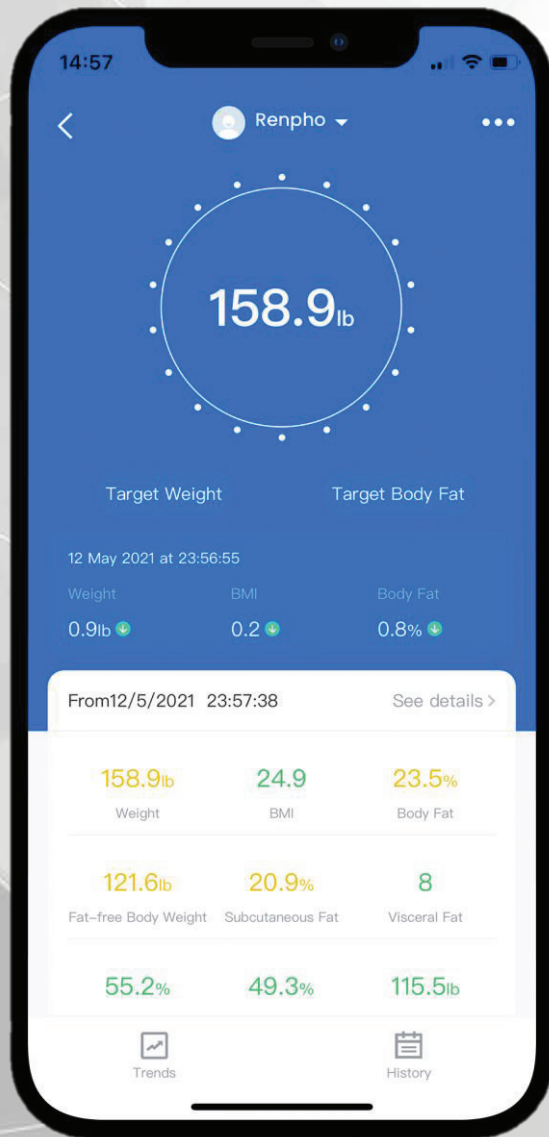 14:57
Renpho
158.9lb
Target Weight Target Body Fat
12 May 2021 at 23:56:55
Weight BMI Body Fat
0.9lb 0.2 0.8%
From12/5/2021 23:57:38 See details >
158.9lb 24.9 23.5%
Weight BMI Body Fat
121.6lb 20.9% 8
Fat-free Body Weight Subcutaneous Fat Visceral Fat
55.2% 49.3% 115.5lb
Trends History